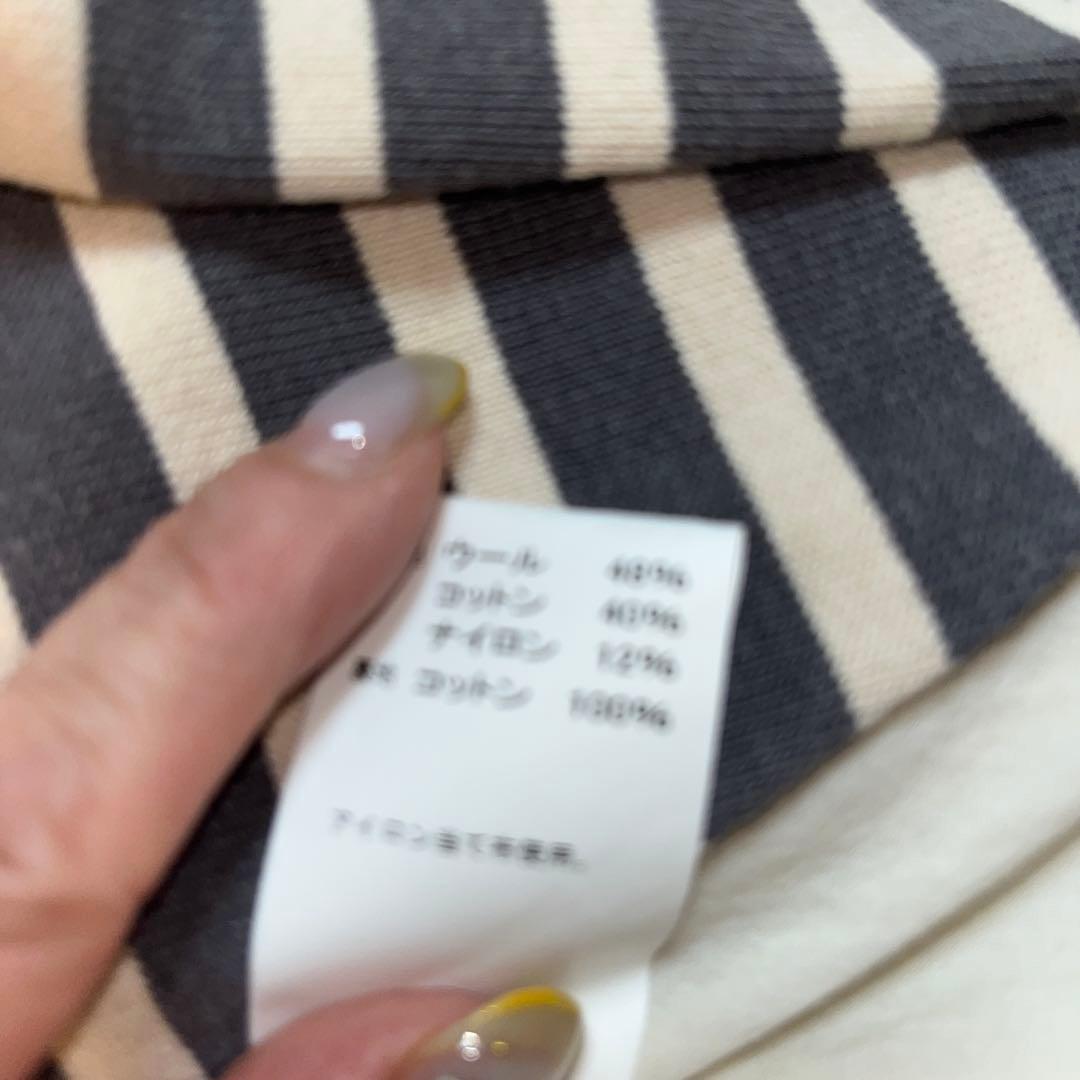 ウール 48%
コットン 40%
ナイロン 12%
コットン 100%
アイロン当て布使用。